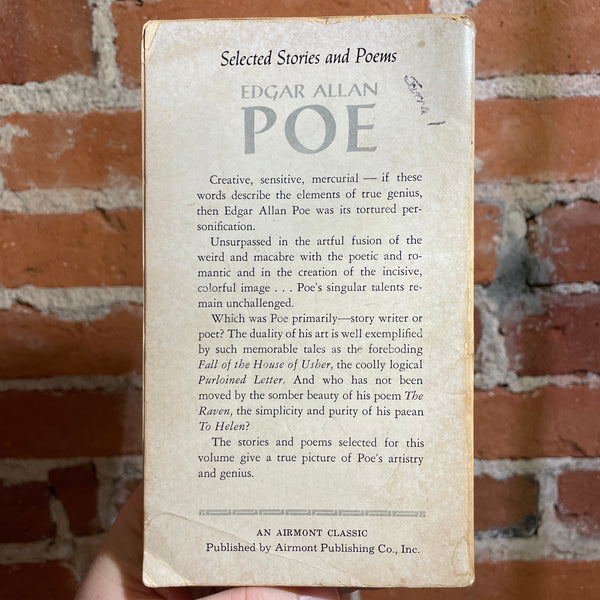 Selected Stories and Poems
EDGAR ALLAN
POE
Creative, sensitive, mercurial — if these
words describe the elements of true genius,
then Edgar Allan Poe was its tortured per-
sonification.
Unsurpassed in the artful fusion of the
weird and macabre with the poetic and ro-
mantic and in the creation of the incisive,
colorful image . . . Poe's singular talents re-
main unchallenged.
Which was Poe primarily—story writer or
poet? The duality of his art is well exemplified
by such memorable tales as the foreboding
Fall of the House of Usher, the coolly logical
Purloined Letter. And who has not been
moved by the somber beauty of his poem The
Raven, the simplicity and purity of his paean
To Helen?
The stories and poems selected for this
volume give a true picture of Poe's artistry
and genius.
AN AIRMONT CLASSIC
Published by Airmont Publishing Co., Inc.